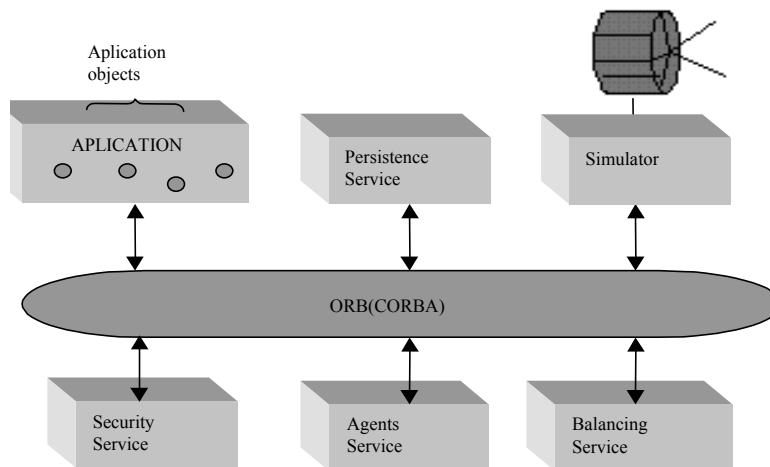 Aplication
objects
APLICATION
Persistence
Service
Simulator
ORB(CORBA)
Security
Service
Agents
Service
Balancing
Service